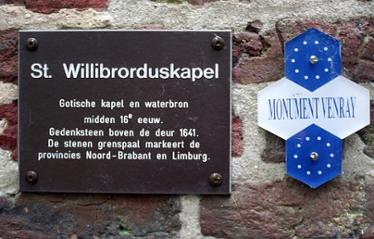 St. Willibrorduskapel
Gotische kapel en waterbron
midden 16e eeuw.
Gedenksteen boven de deur 1641.
De stenen grenspaal markeert de
provincies Noord-Brabant en Limburg.
MONUMENT VENRAY